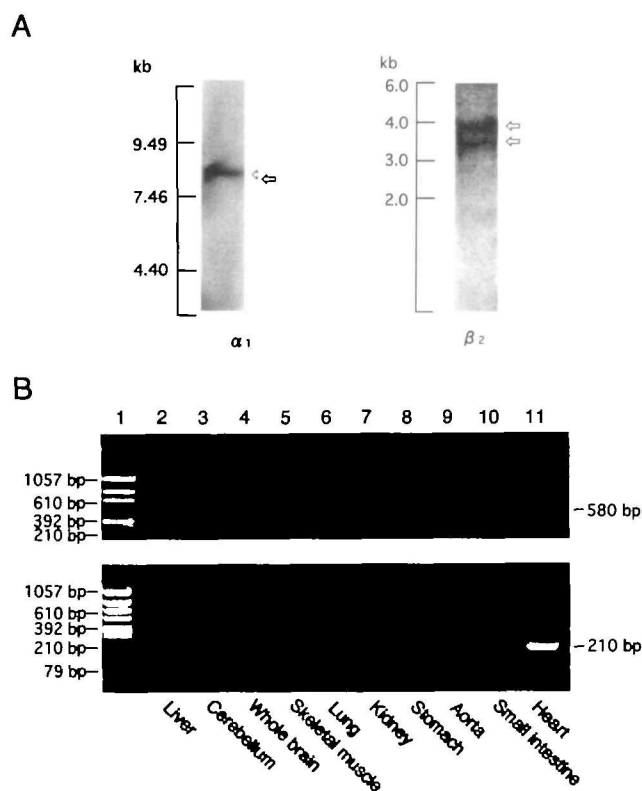 A
kb
9.49
7.46
4.40
α1
kb
6.0
4.0
3.0
2.0
β2
B
1 2 3 4 5 6 7 8 9 10 11
1057 bp
610 bp
392 bp
210 bp
580 bp
1057 bp
610 bp
392 bp
210 bp
79 bp
210 bp
Liver
Cerebellum
Whole brain
Skeletal muscle
Lung
Kidney
Stomach
Aorta
Small intestine
Heart